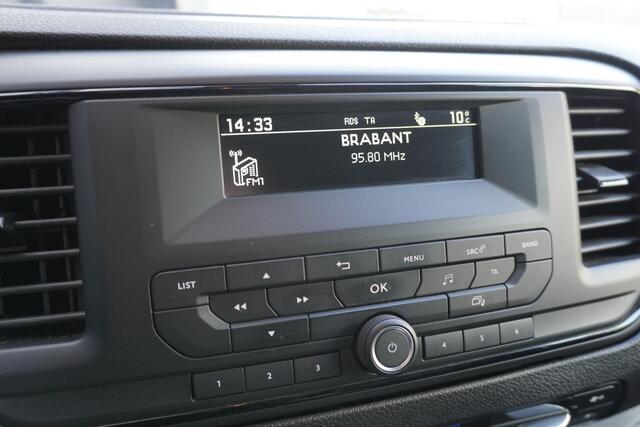 14:33 RDS TA 10°C
BRABANT
95.80 MHz
FM1
LIST MENU SRC BAND
OK TA
1 2 3 4 5 6